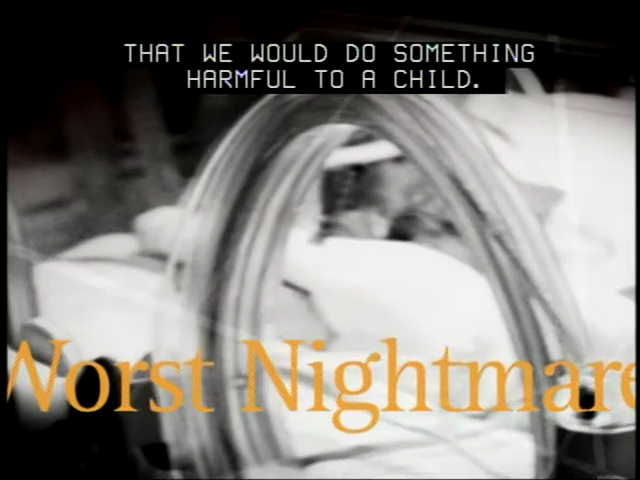 THAT WE WOULD DO SOMETHING
HARMFUL TO A CHILD.
Worst Nightmare